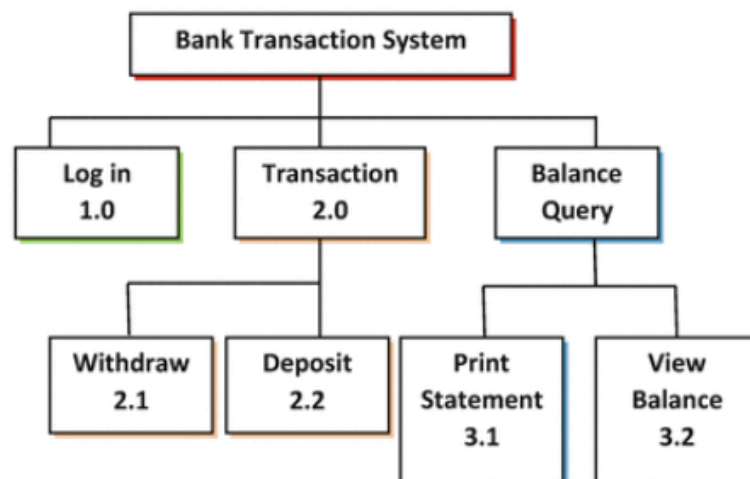 Bank Transaction System
Log in
1.0
Transaction
2.0
Balance
Query
Withdraw
2.1
Deposit
2.2
Print
Statement
3.1
View
Balance
3.2